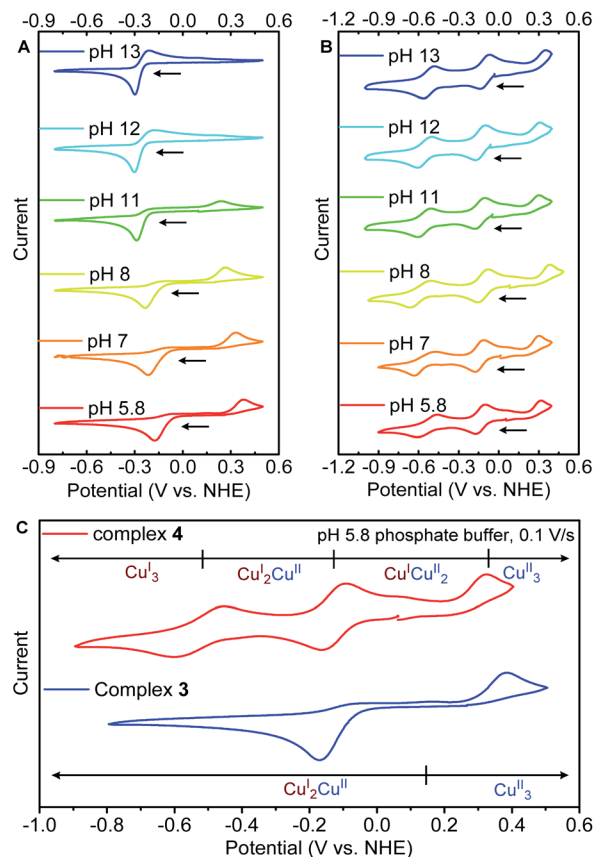 -0.9 -0.6 -0.3 0.0 0.3 0.6
-1.2 -0.9 -0.6 -0.3 0.0 0.3 0.6
A
pH 13
pH 12
pH 11
pH 8
pH 7
pH 5.8
Current
-0.9 -0.6 -0.3 0.0 0.3 0.6
Potential (V vs. NHE)
B
pH 13
pH 12
pH 11
pH 8
pH 7
pH 5.8
Current
-1.2 -0.9 -0.6 -0.3 0.0 0.3 0.6
Potential (V vs. NHE)
C
complex 4
pH 5.8 phosphate buffer, 0.1 V/s
Cuᴵ₃ Cuᴵ₂Cuᴵᴵ CuᴵCuᴵᴵ₂ Cuᴵᴵ₃
Complex 3
Cuᴵ₂Cuᴵᴵ Cuᴵᴵ₃
Current
-1.0 -0.8 -0.6 -0.4 -0.2 0.0 0.2 0.4 0.6
Potential (V vs. NHE)